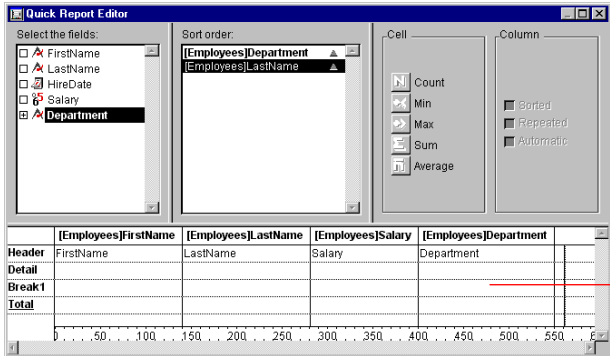 Quick Report Editor
Select the fields:
FirstName
LastName
HireDate
Salary
Department
Sort order:
[Employees]Department
[Employees]LastName
Cell
Count
Min
Max
Sum
Average
Column
Sorted
Repeated
Automatic
[Employees]FirstName [Employees]LastName [Employees]Salary [Employees]Department
Header FirstName LastName Salary Department
Detail
Break1
Total
0 50 100 150 200 250 300 350 400 450 500 550